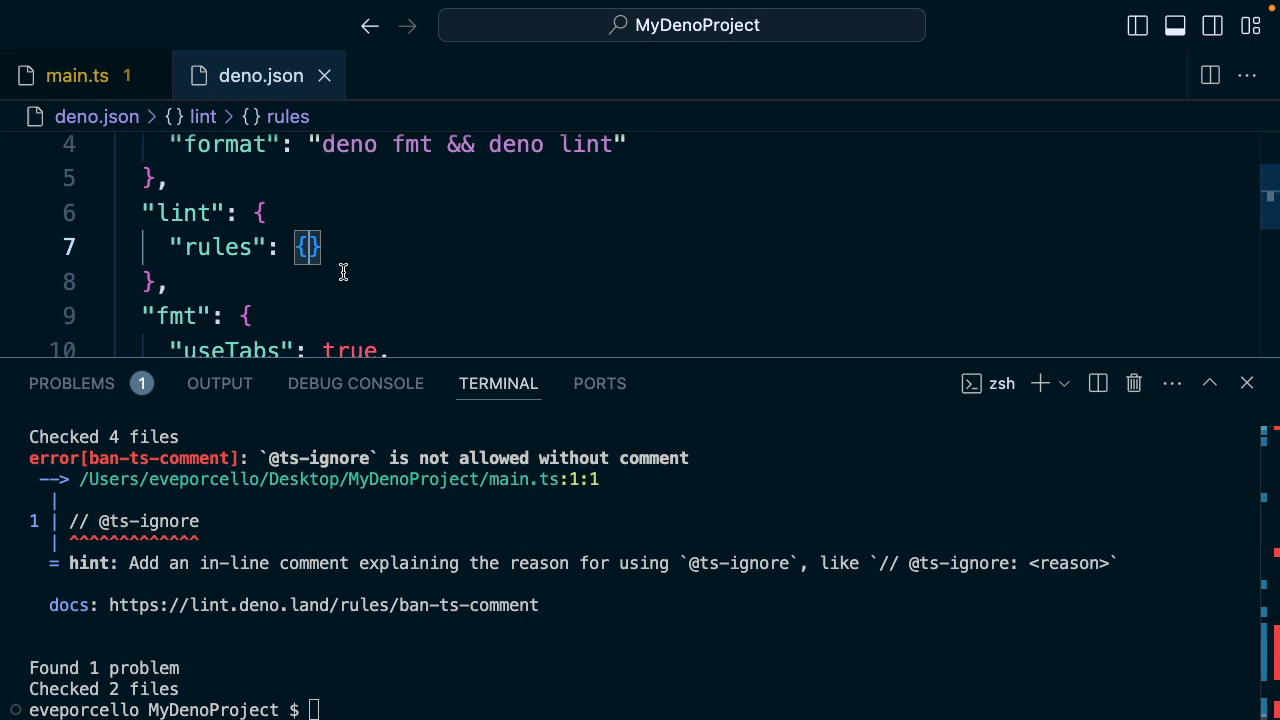 MyDenoProject
main.ts 1 deno.json
deno.json > {} lint > {} rules
4 "format": "deno fmt && deno lint"
5 },
6 "lint": {
7 "rules": {}
8 },
9 "fmt": {
10 "useTabs": true,
PROBLEMS 1 OUTPUT DEBUG CONSOLE TERMINAL PORTS zsh
Checked 4 files
error[ban-ts-comment]: `@ts-ignore` is not allowed without comment
--> /Users/eveporcello/Desktop/MyDenoProject/main.ts:1:1
|
1 | // @ts-ignore
| ^^^^^^^^^^^^^
= hint: Add an in-line comment explaining the reason for using `@ts-ignore`, like `// @ts-ignore: <reason>`
docs: https://lint.deno.land/rules/ban-ts-comment
Found 1 problem
Checked 2 files
eveporcello MyDenoProject $